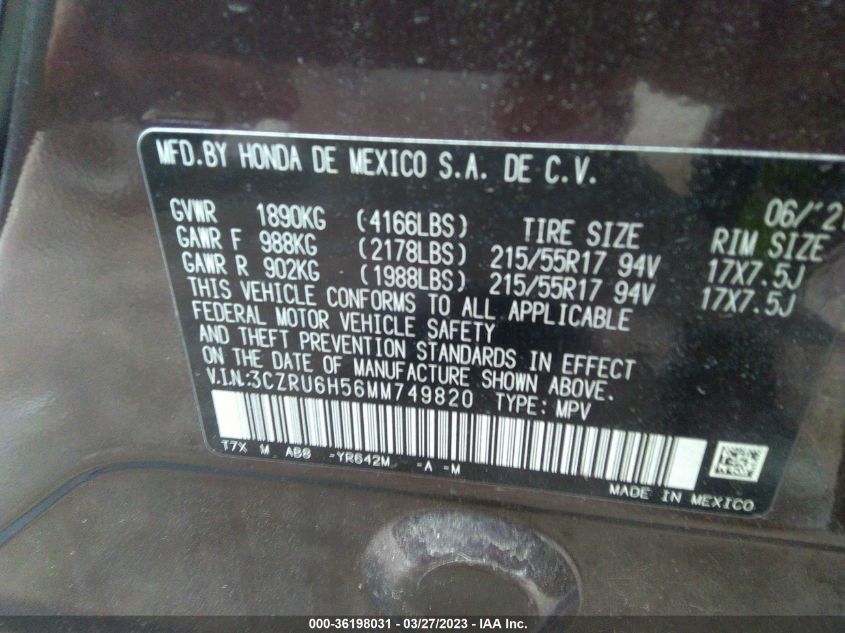 MFD.BY HONDA DE MEXICO S.A. DE C.V.
06/'21
GVWR 1890KG (4166LBS) TIRE SIZE RIM SIZE
GAWR F 988KG (2178LBS) 215/55R17 94V 17X7.5J
GAWR R 902KG (1988LBS) 215/55R17 94V 17X7.5J
THIS VEHICLE CONFORMS TO ALL APPLICABLE
FEDERAL MOTOR VEHICLE SAFETY
AND THEFT PREVENTION STANDARDS IN EFFECT
ON THE DATE OF MANUFACTURE SHOWN ABOVE.
V.I.N.:3CZRU6H56MM749820 TYPE: MPV
T7X M AB8 -YR642M -A -M
MADE IN MEXICO
000-36198031 - 03/27/2023 - IAA Inc.